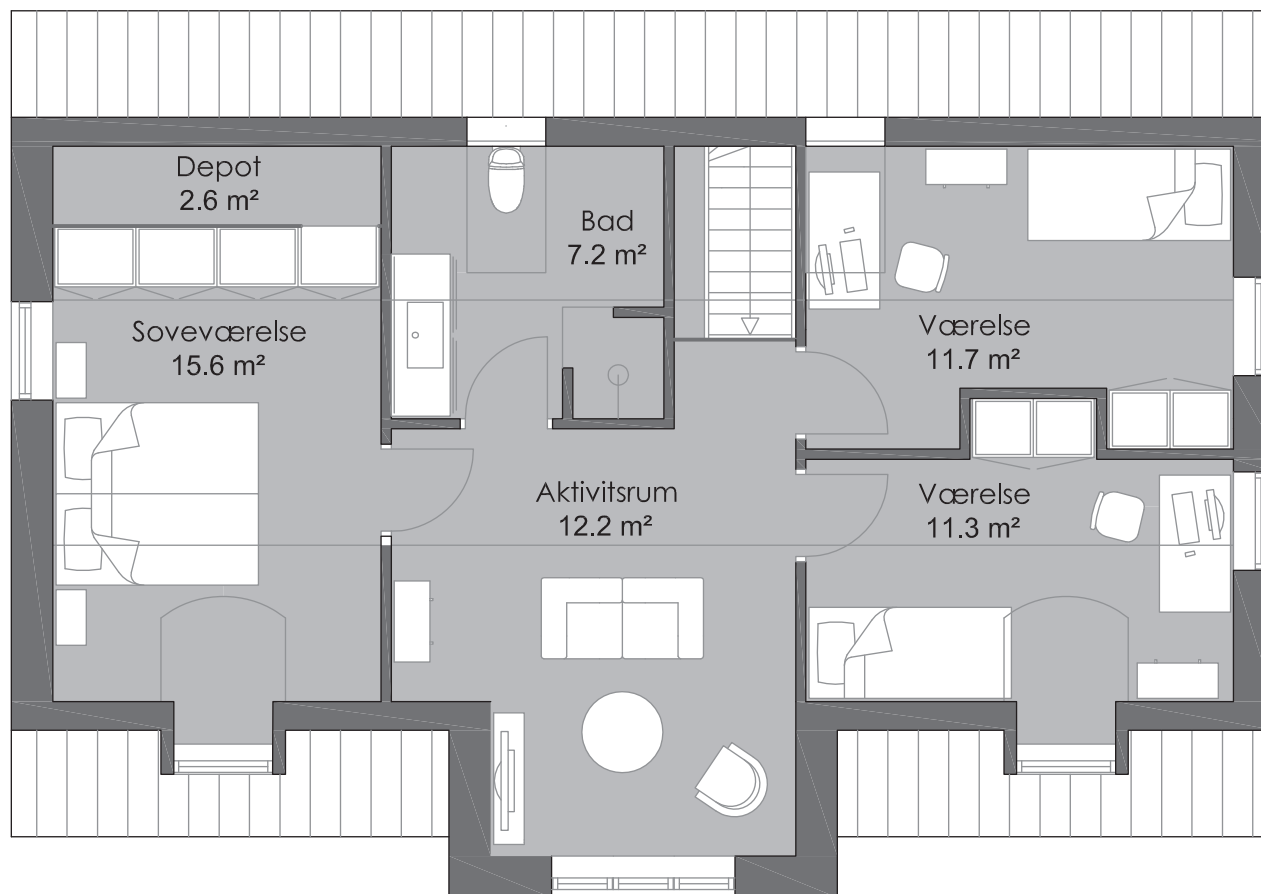 Depot
2.6 m²
Bad
7.2 m²
Soveværelse
15.6 m²
Værelse
11.7 m²
Aktivitsrum
12.2 m²
Værelse
11.3 m²